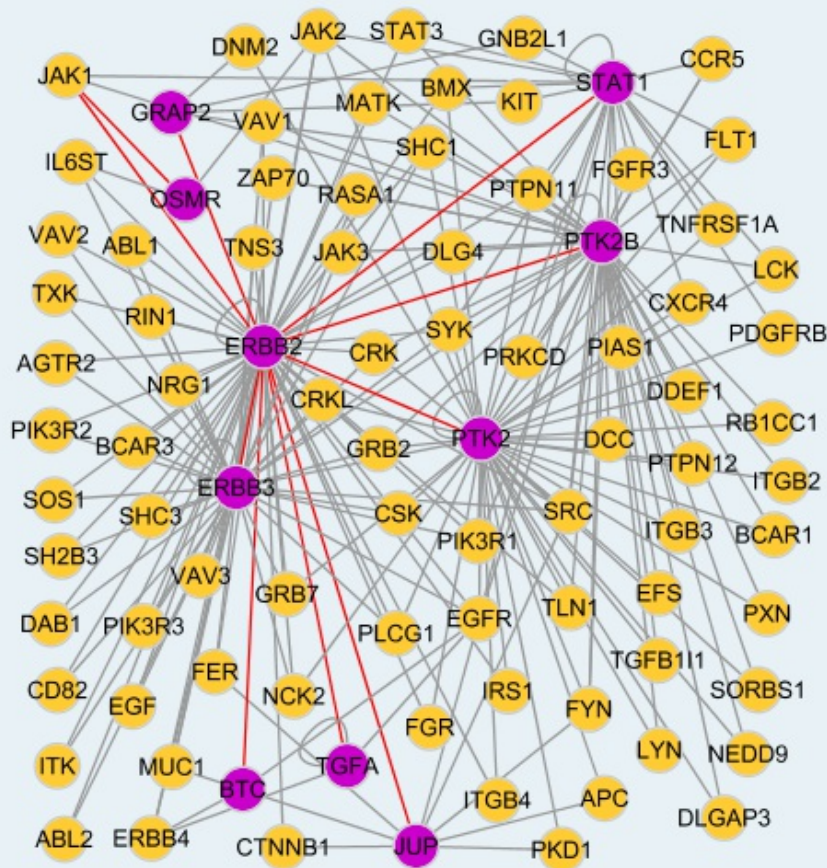 JAK2
STAT3
DNM2
GNB2L1
JAK1
CCR5
STAT1
BMX
MATK
KIT
GRAP2
VAV1
FLT1
SHC1
IL6ST
FGFR3
ZAP70
RASA1
PTPN11
OSMR
TNFRSF1A
VAV2
ABL1
PTK2B
TNS3
JAK3
DLG4
LCK
TXK
CXCR4
RIN1
SYK
PDGFRB
ERBB2
CRK
PRKCD
PIAS1
AGTR2
NRG1
DDEF1
CRKL
PIK3R2
RB1CC1
BCAR3
GRB2
PTK2
DCC
PTPN12
ITGB2
ERBB3
SOS1
SHC3
CSK
SRC
ITGB3
BCAR1
PIK3R1
SH2B3
VAV3
GRB7
TLN1
EFS
PXN
DAB1
PIK3R3
PLCG1
EGFR
TGFB1I1
CD82
FER
EGF
NCK2
IRS1
SORBS1
FYN
FGR
LYN
NEDD9
ITK
MUC1
TGFA
BTC
ITGB4
APC
DLGAP3
ABL2
ERBB4
CTNNB1
JUP
PKD1